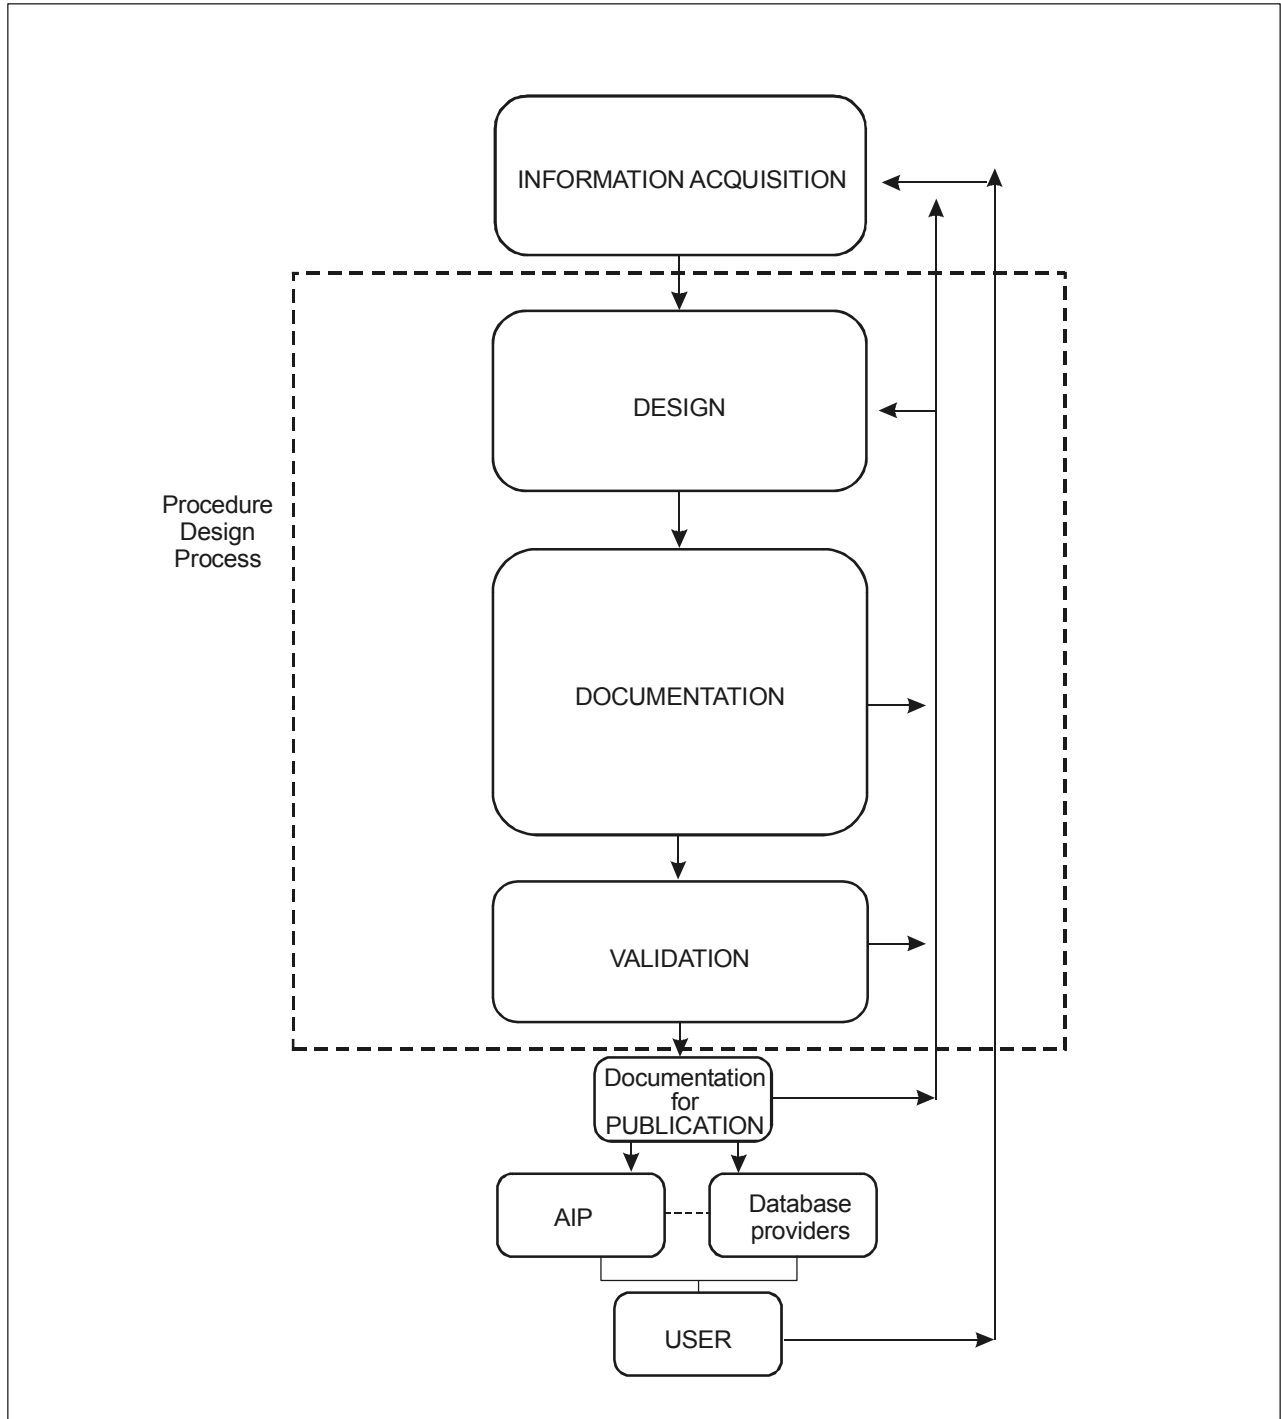 INFORMATION ACQUISITION
DESIGN
Procedure
Design
Process
DOCUMENTATION
VALIDATION
Documentation
for
PUBLICATION
AIP
Database
providers
USER